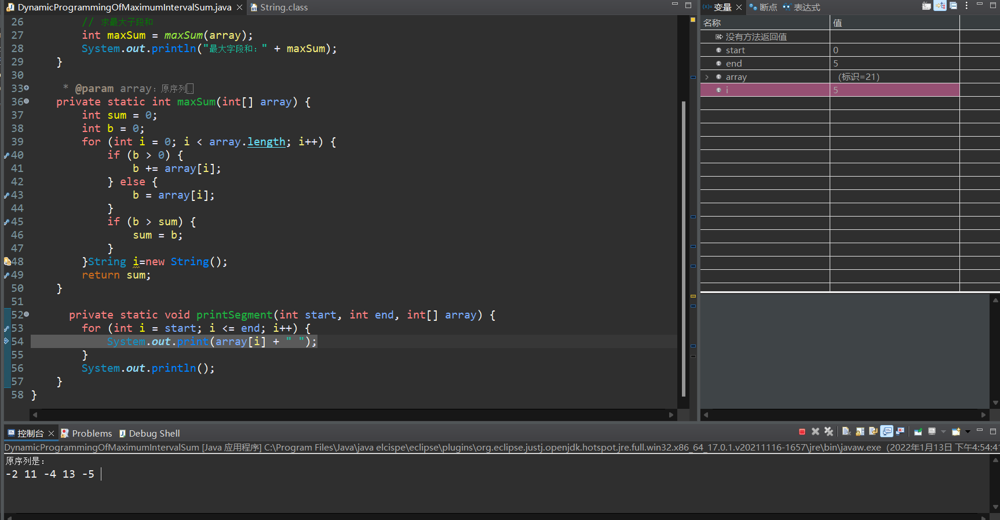 DynamicProgrammingOfMaximumIntervalSum.java
String.class
26 // 求最大子段和
27 int maxSum = maxSum(array);
28 System.out.println("最大字段和：" + maxSum);
29 }
30
33 * @param array：原序列
36 private static int maxSum(int[] array) {
37 int sum = 0;
38 int b = 0;
39 for (int i = 0; i < array.length; i++) {
40 if (b > 0) {
41 b += array[i];
42 } else {
43 b = array[i];
44 }
45 if (b > sum) {
46 sum = b;
47 }
48 }String i=new String();
49 return sum;
50 }
51
52 private static void printSegment(int start, int end, int[] array) {
53 for (int i = start; i <= end; i++) {
54 System.out.print(array[i] + " ");
55 }
56 System.out.println();
57 }
58 }
(x)= 变量 断点 表达式
名称 值
没有方法返回值
start 0
end 5
array (标识=21)
i 5
控制台 Problems Debug Shell
DynamicProgrammingOfMaximumIntervalSum [Java 应用程序] C:\Program Files\Java\java elcispe\eclipse\plugins\org.eclipse.justj.openjdk.hotspot.jre.full.win32.x86_64_17.0.1.v20211116-1657\jre\bin\javaw.exe (2022年1月13日 下午4:54:41
原序列是：
-2 11 -4 13 -5